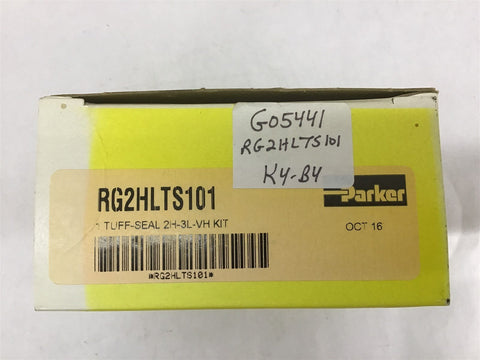 G05441
RG2HLTS101
K4-B4
RG2HLTS101
Parker
1 TUFF-SEAL 2H-3L-VH KIT
OCT 16
*RG2HLTS101*